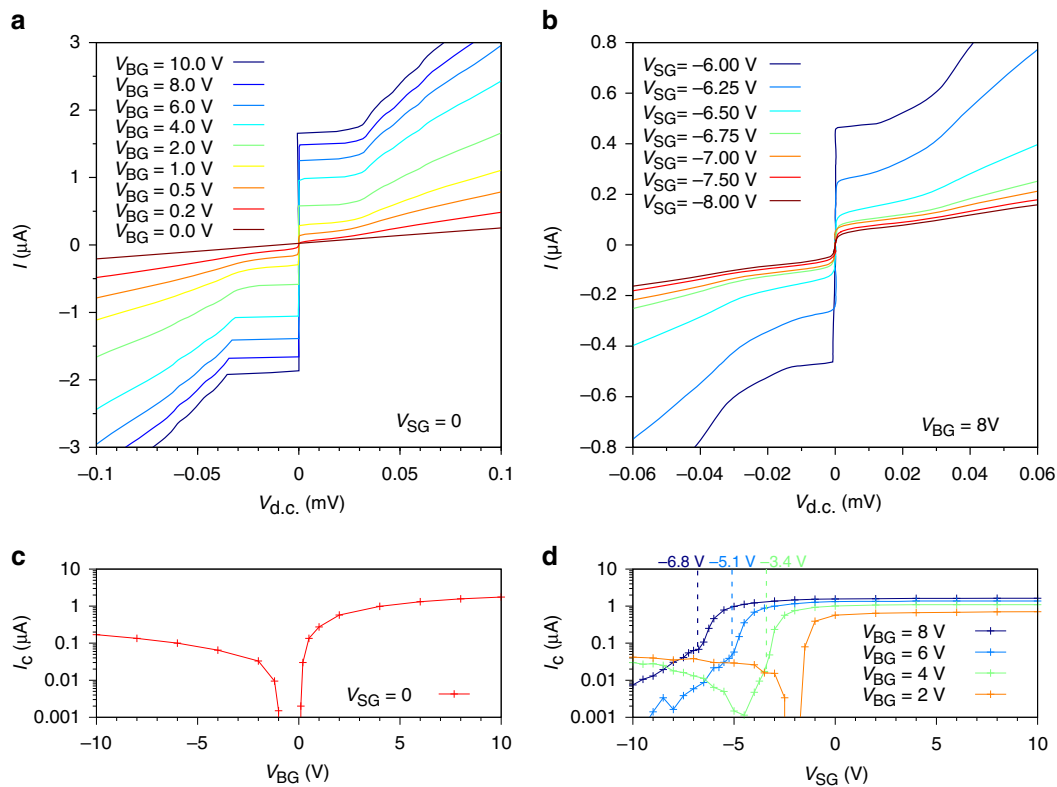 a
3
2
1
0
–1
–2
–3
I (µA)
V_BG = 10.0 V
V_BG = 8.0 V
V_BG = 6.0 V
V_BG = 4.0 V
V_BG = 2.0 V
V_BG = 1.0 V
V_BG = 0.5 V
V_BG = 0.2 V
V_BG = 0.0 V
V_SG = 0
–0.1 –0.05 0 0.05 0.1
V_d.c. (mV)
b
0.8
0.6
0.4
0.2
0
–0.2
–0.4
–0.6
–0.8
I (µA)
V_SG= –6.00 V
V_SG= –6.25 V
V_SG= –6.50 V
V_SG= –6.75 V
V_SG= –7.00 V
V_SG= –7.50 V
V_SG= –8.00 V
V_BG = 8V
–0.06 –0.04 –0.02 0 0.02 0.04 0.06
V_d.c. (mV)
c
10
1
0.1
0.01
0.001
I_C (µA)
V_SG = 0
–10 –5 0 5 10
V_BG (V)
d
–6.8 V –5.1 V –3.4 V
10
1
0.1
0.01
0.001
I_C (µA)
V_BG = 8 V
V_BG = 6 V
V_BG = 4 V
V_BG = 2 V
–10 –5 0 5 10
V_SG (V)